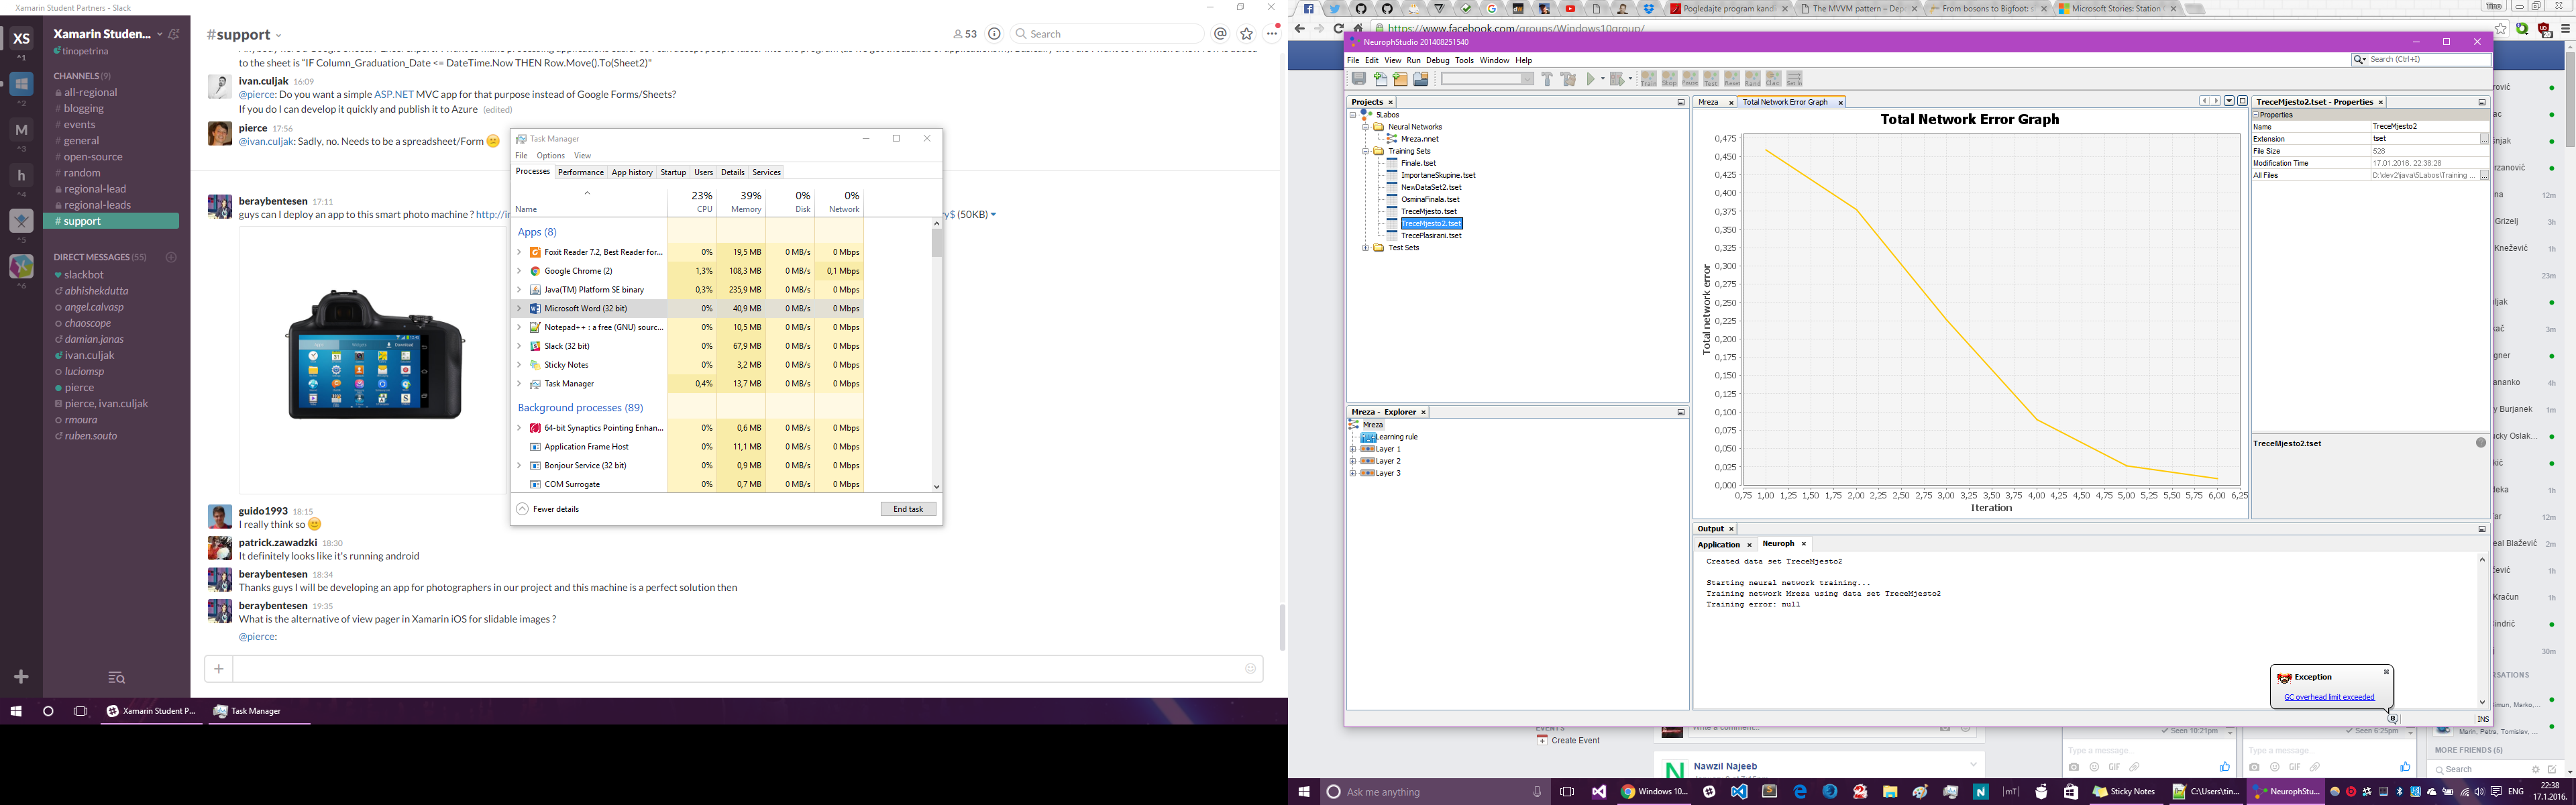 Xamarin Student Partners - Slack
XS
^1
^2
M
^3
h
^4
^5
^6
Xamarin Studen...
tinopetrina
CHANNELS (9)
all-regional
# blogging
# events
# general
# open-source
# random
regional-lead
regional-leads
# support
DIRECT MESSAGES (55)
slackbot
abhishekdutta
angel.calvasp
chaoscope
damian.janas
ivan.culjak
luciomsp
pierce
pierce, ivan.culjak
rmoura
ruben.souto
#support
53
Search
to the sheet is "IF Column_Graduation_Date <= DateTime.Now THEN Row.Move().To(Sheet2)"
ivan.culjak 16:09
@pierce: Do you want a simple ASP.NET MVC app for that purpose instead of Google Forms/Sheets?
If you do I can develop it quickly and publish it to Azure (edited)
pierce 17:56
@ivan.culjak: Sadly, no. Needs to be a spreadsheet/Form
beraybentesen 17:11
guys can I deploy an app to this smart photo machine ?
(50KB)
guido1993 18:15
I really think so
patrick.zawadzki 18:30
It definitely looks like it's running android
beraybentesen 18:34
Thanks guys I will be developing an app for photographers in our project and this machine is a perfect solution then
beraybentesen 19:35
What is the alternative of view pager in Xamarin iOS for slidable images ?
@pierce:
Task Manager
File Options View
Processes Performance App history Startup Users Details Services
23% 39% 0% 0%
Name CPU Memory Disk Network
Apps (8)
Foxit Reader 7.2, Best Reader for... 0% 19,5 MB 0 MB/s 0 Mbps
Google Chrome (2) 1,3% 108,3 MB 0 MB/s 0,1 Mbps
Java(TM) Platform SE binary 0,3% 235,9 MB 0 MB/s 0 Mbps
Microsoft Word (32 bit) 0% 40,9 MB 0 MB/s 0 Mbps
Notepad++ : a free (GNU) sourc... 0% 10,5 MB 0 MB/s 0 Mbps
Slack (32 bit) 0% 67,9 MB 0 MB/s 0 Mbps
Sticky Notes 0% 3,2 MB 0 MB/s 0 Mbps
Task Manager 0,4% 13,7 MB 0 MB/s 0 Mbps
Background processes (89)
64-bit Synaptics Pointing Enhan... 0% 0,6 MB 0 MB/s 0 Mbps
Application Frame Host 0% 11,1 MB 0 MB/s 0 Mbps
Bonjour Service (32 bit) 0% 0,9 MB 0 MB/s 0 Mbps
COM Surrogate 0% 0,7 MB 0 MB/s 0 Mbps
Fewer details
End task
Xamarin Student P...
Task Manager
Pogledajte program kand
The MVVM pattern – Dep
From bosons to Bigfoot: s
Microsoft Stories: Station
Tino
https://www.facebook.com/groups/Windows10group/
NeurophStudio 201408251540
File Edit View Run Debug Tools Window Help
Search (Ctrl+I)
Projects
5Labos
Neural Networks
Mreza.nnet
Training Sets
Finale.tset
ImportaneSkupine.tset
NewDataSet2.tset
OsminaFinala.tset
TreceMjesto.tset
TreceMjesto2.tset
TrecePlasirani.tset
Test Sets
Mreza - Explorer
Mreza
Learning rule
Layer 1
Layer 2
Layer 3
Mreza
Total Network Error Graph
Total Network Error Graph
Total network error
0,475
0,450
0,425
0,400
0,375
0,350
0,325
0,300
0,275
0,250
0,225
0,200
0,175
0,150
0,125
0,100
0,075
0,050
0,025
0,000
0,75 1,00 1,25 1,50 1,75 2,00 2,25 2,50 2,75 3,00 3,25 3,50 3,75 4,00 4,25 4,50 4,75 5,00 5,25 5,50 5,75 6,00 6,25
Iteration
TreceMjesto2.tset - Properties
Properties
Name TreceMjesto2
Extension tset
File Size 528
Modification Time 17.01.2016. 22:38:28
All Files D:\dev2\java\5Labos\Training ...
TreceMjesto2.tset
Output
Application
Neuroph
Created data set TreceMjesto2
Starting neural network training...
Training network Mreza using data set TreceMjesto2
Training error: null
Exception
GC overhead limit exceeded
INS
Create Event
Write a comment...
Nawzil Najeeb
Seen 10:21pm
Type a message...
GIF
Seen 6:25pm
Type a message...
GIF
MORE FRIENDS (5)
Search
Ask me anything
Windows 10...
Sticky Notes
C:\Users\tin...
NeurophStu...
ENG
22:38
17.1.2016.